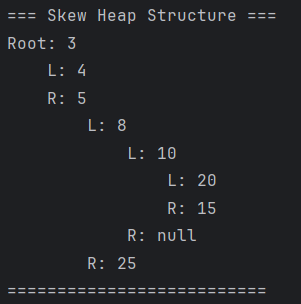 === Skew Heap Structure ===
Root: 3
    L: 4
    R: 5
        L: 8
            L: 10
                L: 20
                R: 15
            R: null
        R: 25
==========================